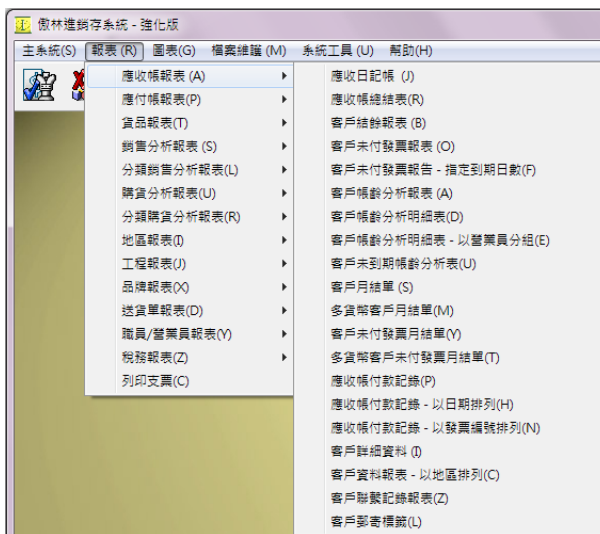 傲林進銷存系統 - 強化版
主系統(S) 報表 (R) 圖表(G) 檔案維護 (M) 系統工具 (U) 幫助(H)
應收帳報表 (A)
應付帳報表(P)
貨品報表(T)
銷售分析報表 (S)
分類銷售分析報表(L)
購貨分析報表(U)
分類購貨分析報表(R)
地區報表(I)
工程報表(J)
品牌報表(X)
送貨單報表(D)
職員/營業員報表(Y)
稅務報表(Z)
列印支票(C)
應收日記帳 (J)
應收帳總結表(R)
客戶結餘報表 (B)
客戶未付發票報表 (O)
客戶未付發票報告 - 指定到期日數(F)
客戶帳齡分析報表 (A)
客戶帳齡分析明細表(D)
客戶帳齡分析明細表 - 以營業員分組(E)
客戶未到期帳齡分析表(U)
客戶月結單 (S)
多貨幣客戶月結單(M)
客戶未付發票月結單(Y)
多貨幣客戶未付發票月結單(T)
應收帳付款記錄(P)
應收帳付款記錄 - 以日期排列(H)
應收帳付款記錄 - 以發票編號排列(N)
客戶詳細資料 (I)
客戶資料報表 - 以地區排列(C)
客戶聯繫記錄報表(Z)
客戶郵寄標籤(L)